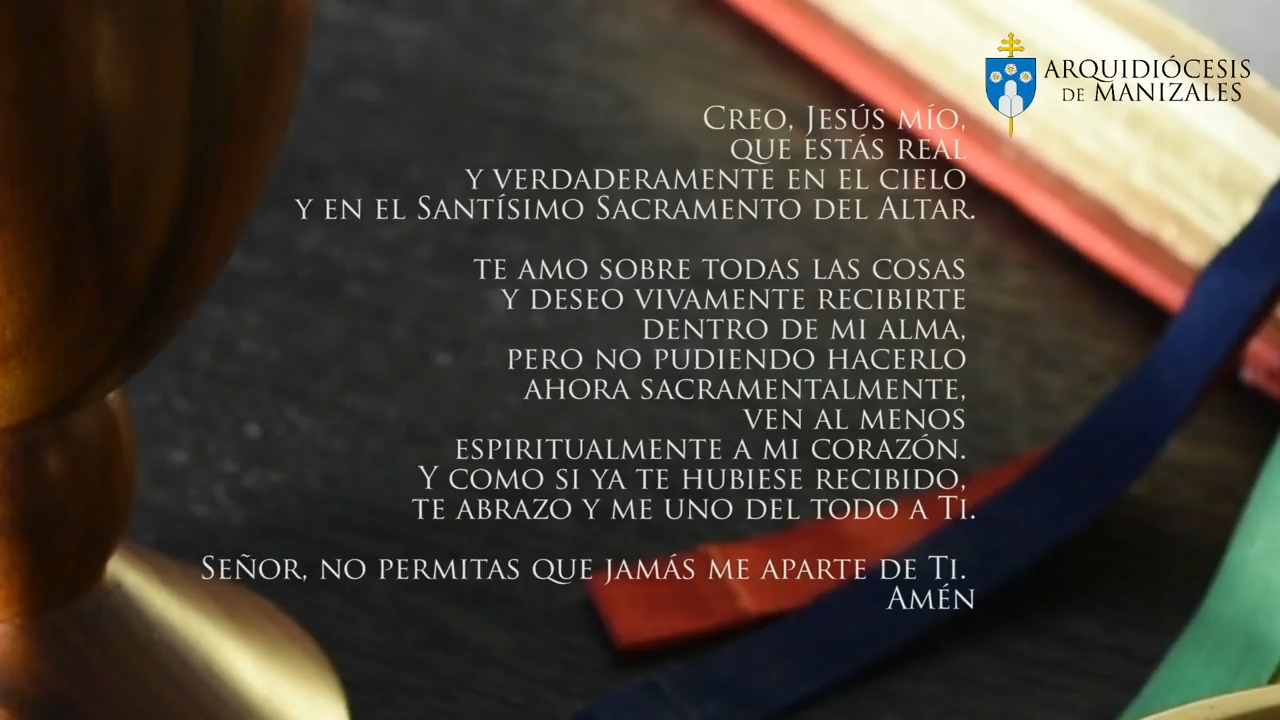 ARQUIDIÓCESIS
DE MANIZALES
CREO, JESÚS MÍO,
QUE ESTÁS REAL
Y VERDADERAMENTE EN EL CIELO
Y EN EL SANTÍSIMO SACRAMENTO DEL ALTAR.
TE AMO SOBRE TODAS LAS COSAS
Y DESEO VIVAMENTE RECIBIRTE
DENTRO DE MI ALMA,
PERO NO PUDIENDO HACERLO
AHORA SACRAMENTALMENTE,
VEN AL MENOS
ESPIRITUALMENTE A MI CORAZÓN.
Y COMO SI YA TE HUBIESE RECIBIDO,
TE ABRAZO Y ME UNO DEL TODO A TI.
SEÑOR, NO PERMITAS QUE JAMÁS ME APARTE DE TI.
AMÉN